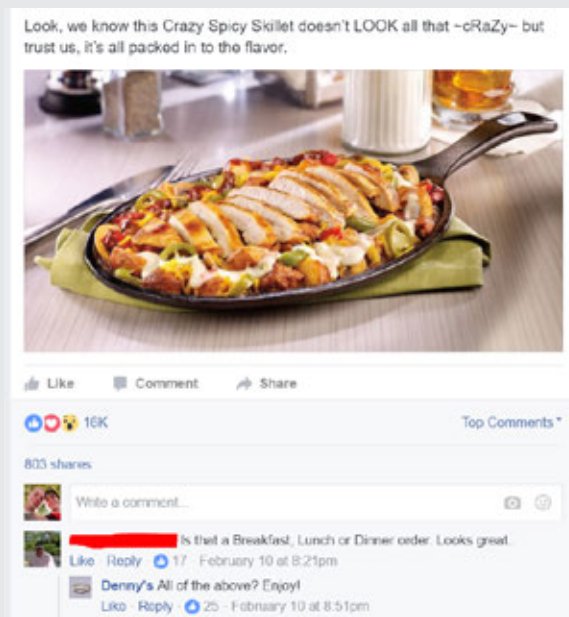 Look, we know this Crazy Spicy Skillet doesn't LOOK all that ~cRaZy~ but
trust us, it's all packed in to the flavor.
Like Comment Share
16K Top Comments
803 shares
Write a comment...
Is that a Breakfast, Lunch or Dinner order. Looks great.
Like · Reply · 17 · February 10 at 8:21pm
Denny's All of the above? Enjoy!
Like · Reply · 25 · February 10 at 8:51pm